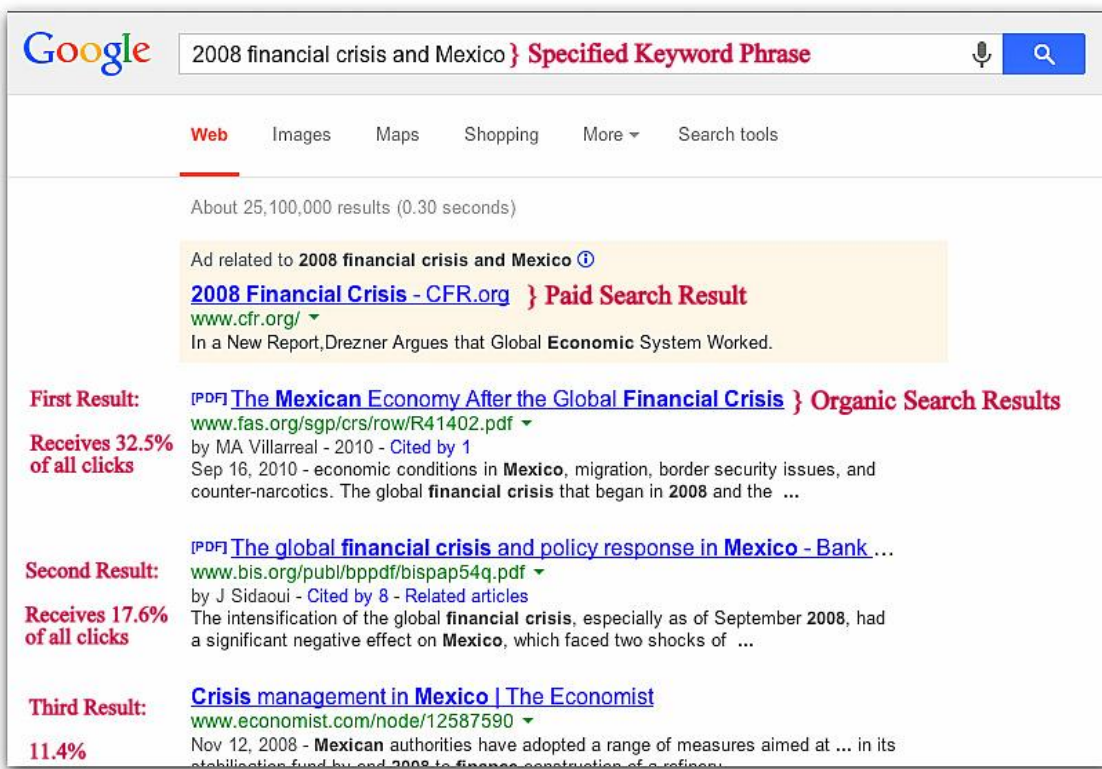 Google 2008 financial crisis and Mexico } Specified Keyword Phrase
Web Images Maps Shopping More Search tools
About 25,100,000 results (0.30 seconds)
Ad related to 2008 financial crisis and Mexico
2008 Financial Crisis - CFR.org } Paid Search Result
www.cfr.org/
In a New Report,Drezner Argues that Global Economic System Worked.
First Result:
Receives 32.5%
of all clicks
[PDF] The Mexican Economy After the Global Financial Crisis } Organic Search Results
www.fas.org/sgp/crs/row/R41402.pdf
by MA Villarreal - 2010 - Cited by 1
Sep 16, 2010 - economic conditions in Mexico, migration, border security issues, and
counter-narcotics. The global financial crisis that began in 2008 and the ...
Second Result:
Receives 17.6%
of all clicks
[PDF] The global financial crisis and policy response in Mexico - Bank ...
www.bis.org/publ/bppdf/bispap54q.pdf
by J Sidaoui - Cited by 8 - Related articles
The intensification of the global financial crisis, especially as of September 2008, had
a significant negative effect on Mexico, which faced two shocks of ...
Third Result:
11.4%
Crisis management in Mexico | The Economist
www.economist.com/node/12587590
Nov 12, 2008 - Mexican authorities have adopted a range of measures aimed at ... in its
stabilisation fund by end 2008 to finance construction of a refinery